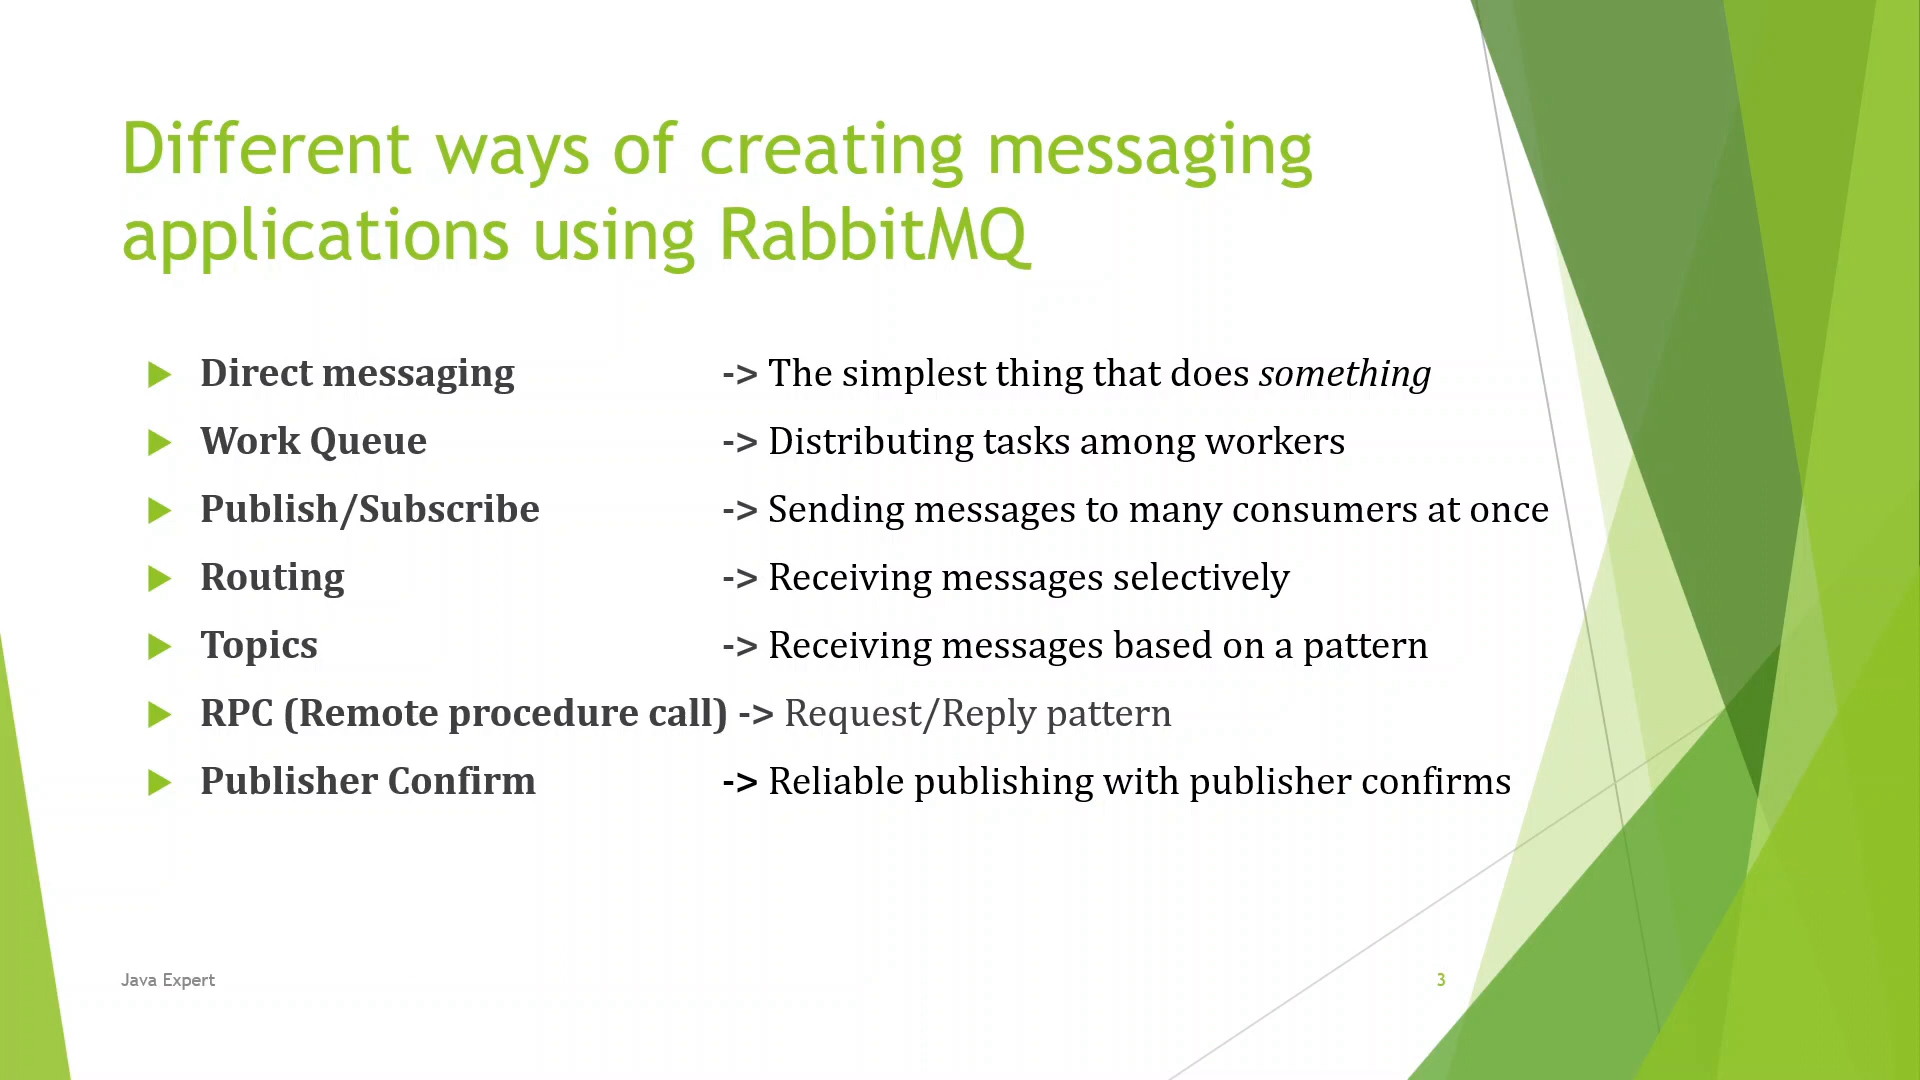 Different ways of creating messaging
applications using RabbitMQ
Direct messaging -> The simplest thing that does something
Work Queue -> Distributing tasks among workers
Publish/Subscribe -> Sending messages to many consumers at once
Routing -> Receiving messages selectively
Topics -> Receiving messages based on a pattern
RPC (Remote procedure call) -> Request/Reply pattern
Publisher Confirm -> Reliable publishing with publisher confirms
Java Expert
3